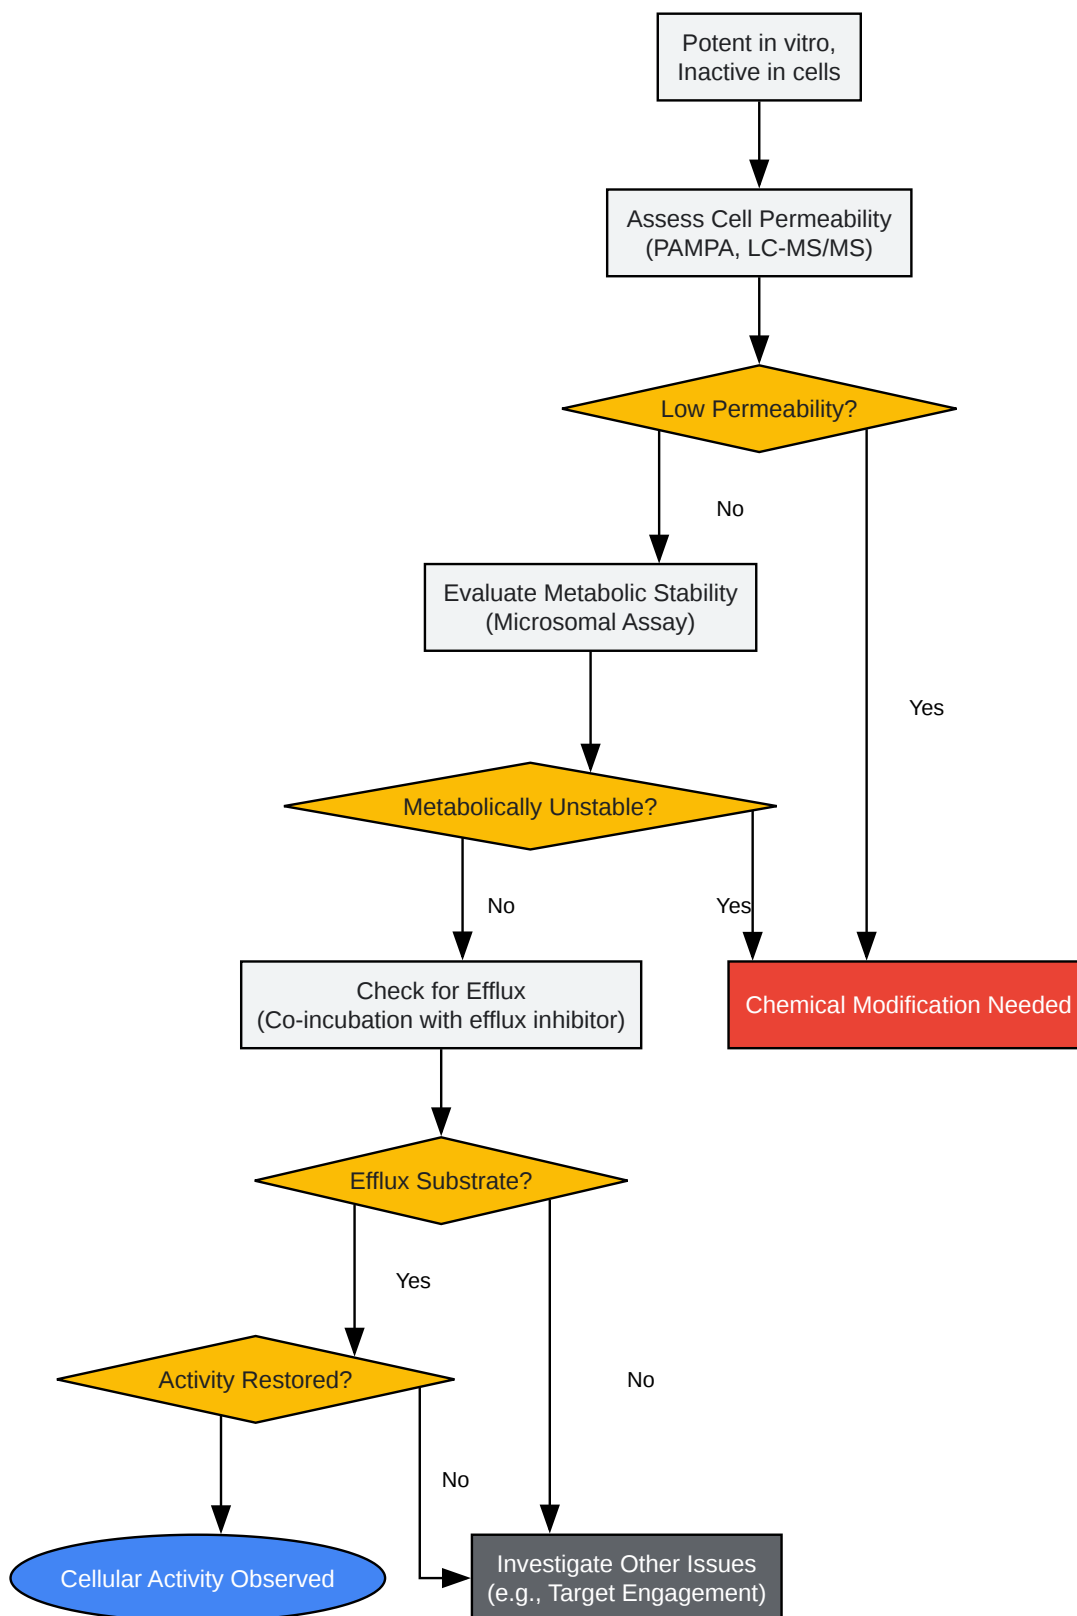 Potent in vitro,
Inactive in cells
Assess Cell Permeability
(PAMPA, LC-MS/MS)
Low Permeability?
No
Evaluate Metabolic Stability
(Microsomal Assay)
Yes
Metabolically Unstable?
No
Yes
Check for Efflux
(Co-incubation with efflux inhibitor)
Chemical Modification Needed
Efflux Substrate?
Yes
Activity Restored?
No
No
Cellular Activity Observed
Investigate Other Issues
(e.g., Target Engagement)